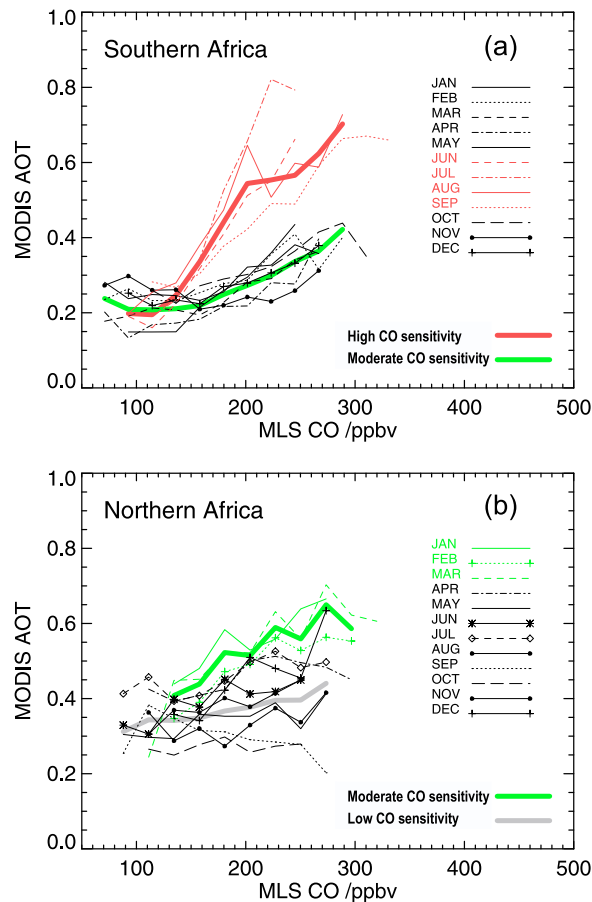 1.0
Southern Africa
(a)
0.8
0.6
0.4
0.2
0.0
MODIS AOT
JAN
FEB
MAR
APR
MAY
JUN
JUL
AUG
SEP
OCT
NOV
DEC
High CO sensitivity
Moderate CO sensitivity
100 200 300 400 500
MLS CO /ppbv
1.0
Northern Africa
(b)
0.8
0.6
0.4
0.2
0.0
MODIS AOT
JAN
FEB
MAR
APR
MAY
JUN
JUL
AUG
SEP
OCT
NOV
DEC
Moderate CO sensitivity
Low CO sensitivity
100 200 300 400 500
MLS CO /ppbv